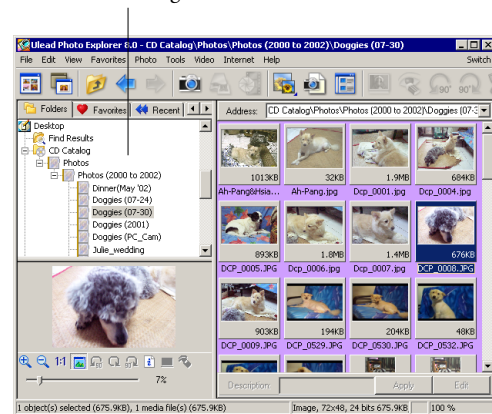 Ulead Photo Explorer 8.0 - CD Catalog\Photos\Photos (2000 to 2002)\Doggies (07-30)
File Edit View Favorites Photo Tools Video Internet Help Switch
90° 90°
Folders Favorites Recent Address: CD Catalog\Photos\Photos (2000 to 2002)\Doggies (07-3
Desktop
Find Results
CD Catalog
Photos
Photos (2000 to 2002)
Dinner(May '02)
Doggies (07-24)
Doggies (07-30)
Doggies (2001)
Doggies (PC_Cam)
Julie_wedding
1013KB 32KB 1.9MB 684KB
Ah-Pang&Hsia... Ah-Pang.jpg Dcp_0001.jpg Dcp_0004.jpg
893KB 1.8MB 1.4MB 676KB
DCP_0005.JPG Dcp_0006.jpg Dcp_0007.jpg DCP_0008.JPG
903KB 194KB 204KB 48KB
DCP_0009.JPG DCP_0529.JPG DCP_0530.JPG DCP_0532.JPG
1:1
7%
Description Apply Edit
1 object(s) selected (675.9KB), 1 media file(s) (675.9KB) Image, 72x48, 24 bits 675.9KB 100 %